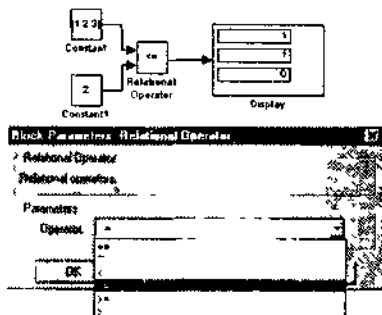 1 2 3
Constant
<=
Relational
Operator
2
Constant1
1
1
0
Display
Block Parameters: Relational Operator
Relational Operator
Relational operators.
Parameters
Operator:
==
<
OK
>=
>